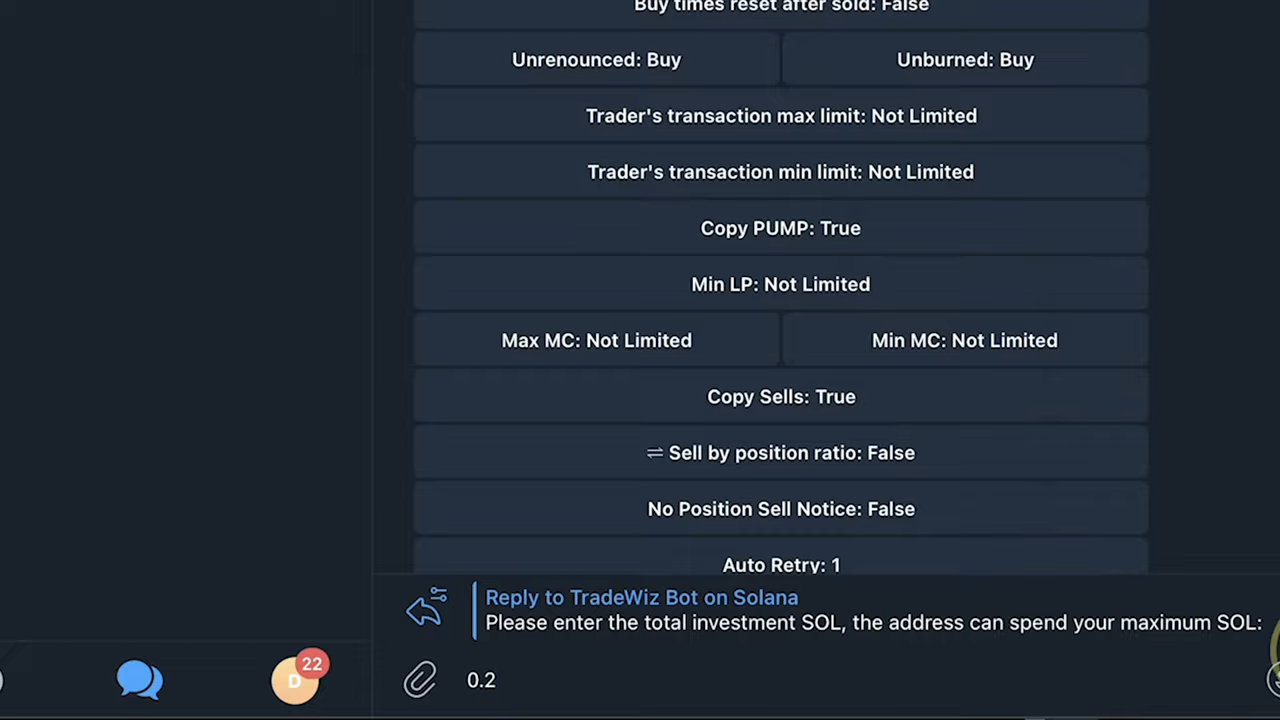 Buy times reset after sold: False
Unrenounced: Buy
Unburned: Buy
Trader's transaction max limit: Not Limited
Trader's transaction min limit: Not Limited
Copy PUMP: True
Min LP: Not Limited
Max MC: Not Limited
Min MC: Not Limited
Copy Sells: True
⇌ Sell by position ratio: False
No Position Sell Notice: False
Auto Retry: 1
Reply to TradeWiz Bot on Solana
Please enter the total investment SOL, the address can spend your maximum SOL:
22
D
0.2